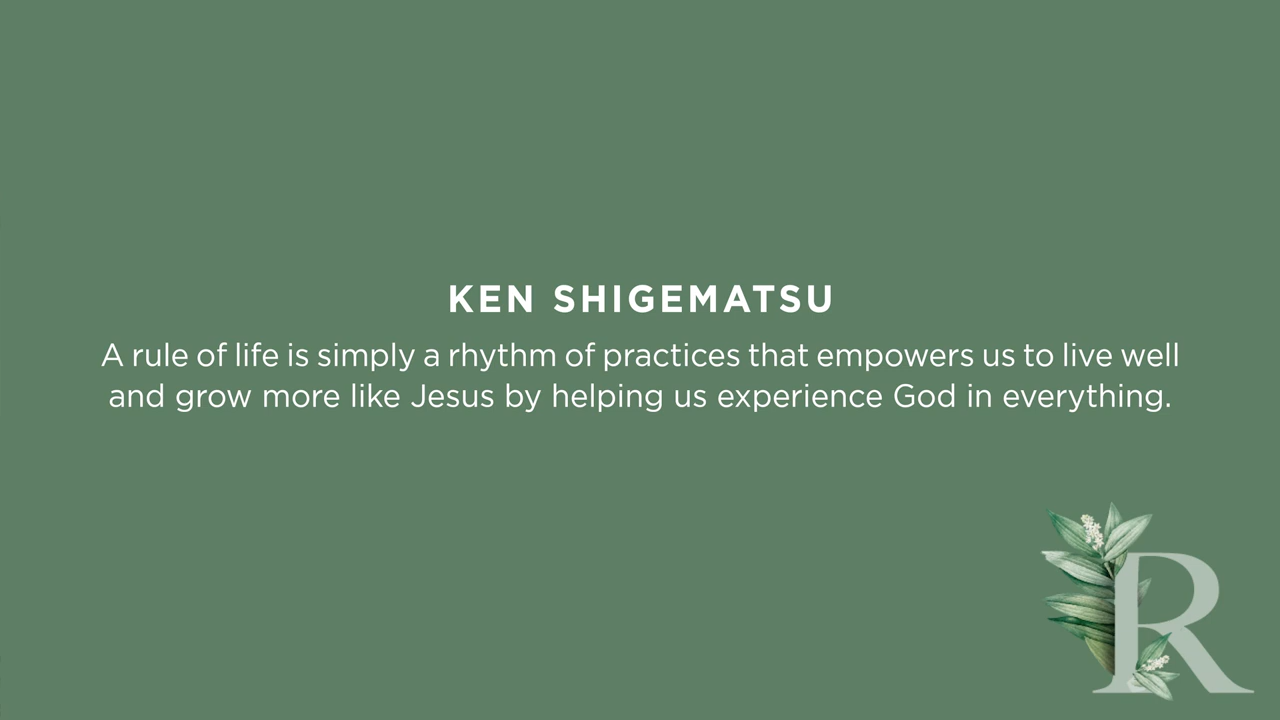 KEN SHIGEMATSU
A rule of life is simply a rhythm of practices that empowers us to live well
and grow more like Jesus by helping us experience God in everything.
R